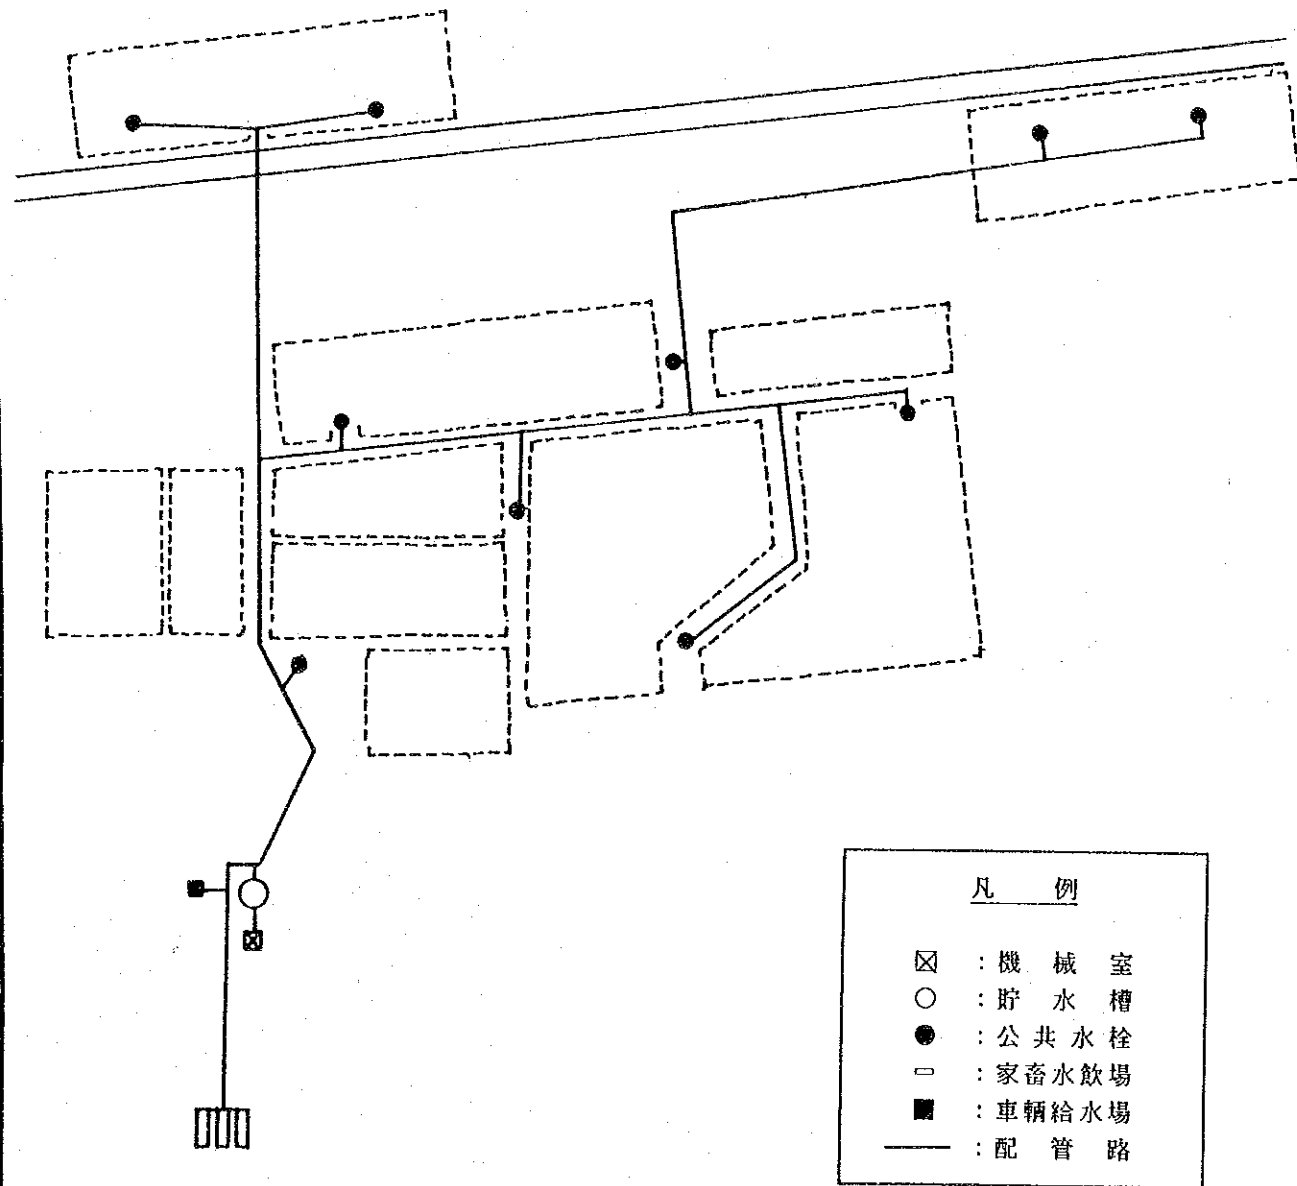 凡 例
: 機 械 室
: 貯 水 槽
: 公 共 水 栓
: 家畜水飲場
: 車輌給水場
: 配 管 路